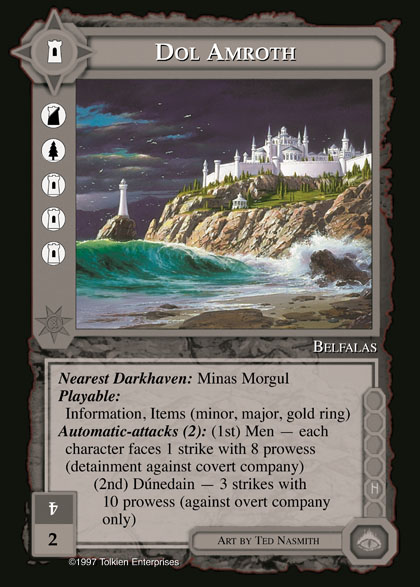 Dol Amroth
Belfalas
Nearest Darkhaven: Minas Morgul
Playable:
Information, Items (minor, major, gold ring)
Automatic-attacks (2): (1st) Men — each
character faces 1 strike with 8 prowess
(detainment against covert company)
(2nd) Dúnedain — 3 strikes with
10 prowess (against overt company
only)
H
2
Art by Ted Nasmith
©1997 Tolkien Enterprises